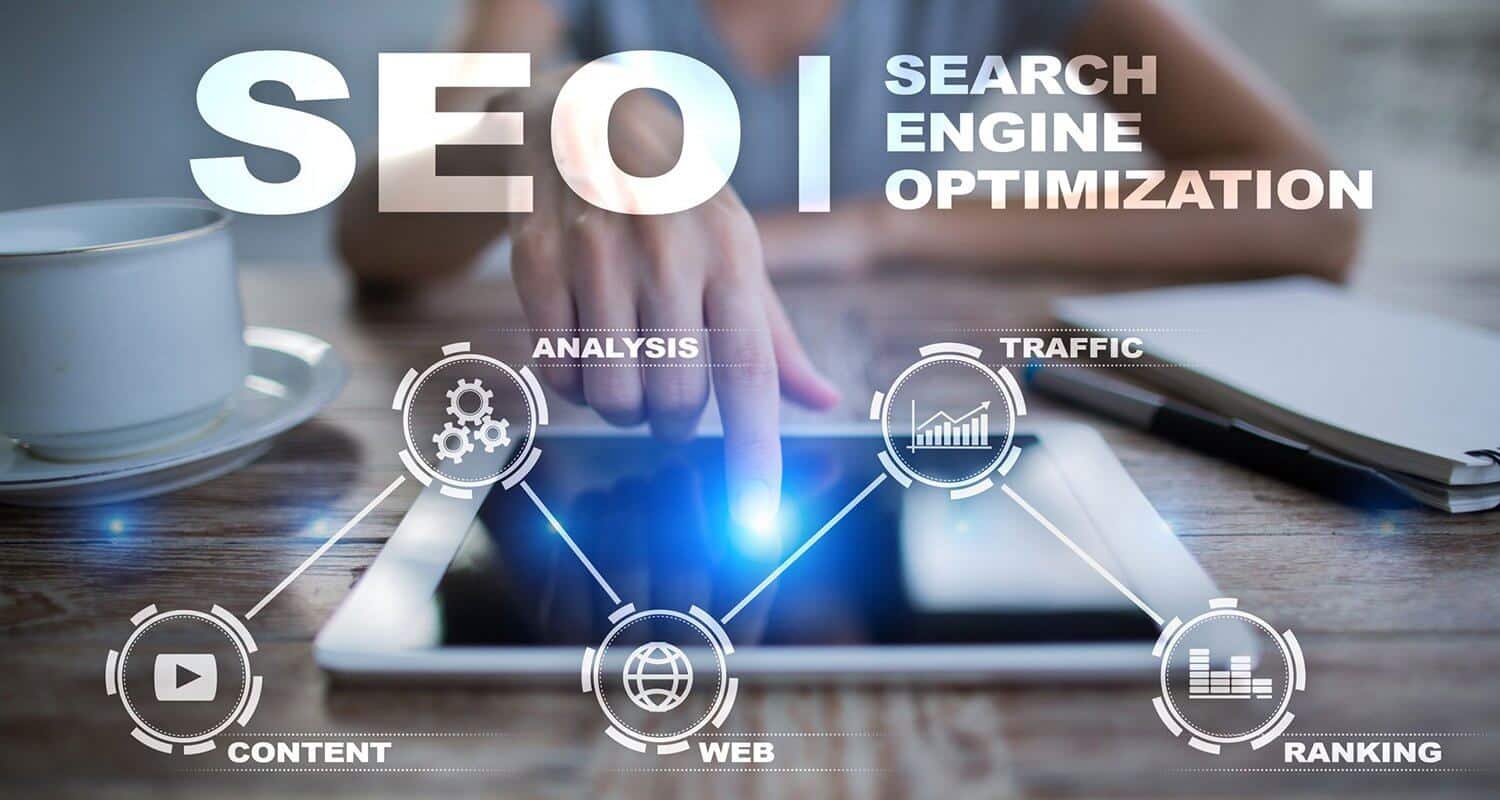 SEO |
SEARCH
ENGINE
OPTIMIZATION
ANALYSIS
TRAFFIC
CONTENT
WEB
RANKING